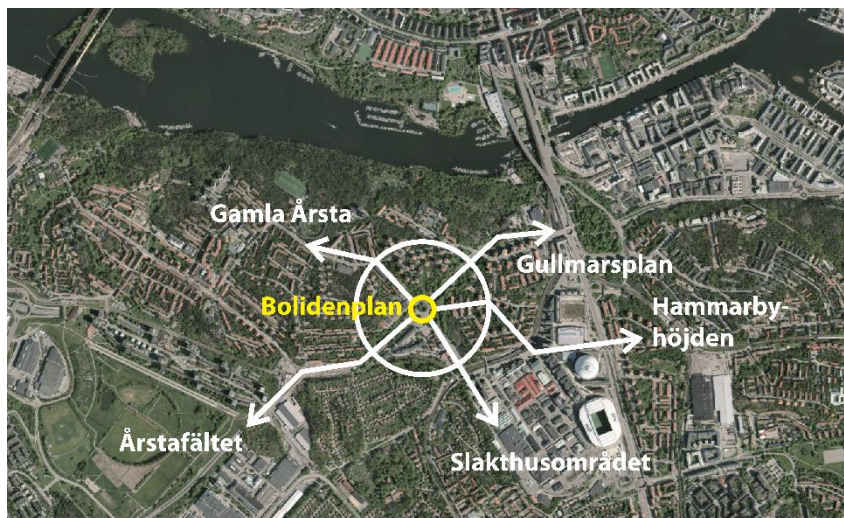 Gamla Årsta
Gullmarsplan
Bolidenplan
Hammarby-
höjden
Årstafältet
Slakthusområdet